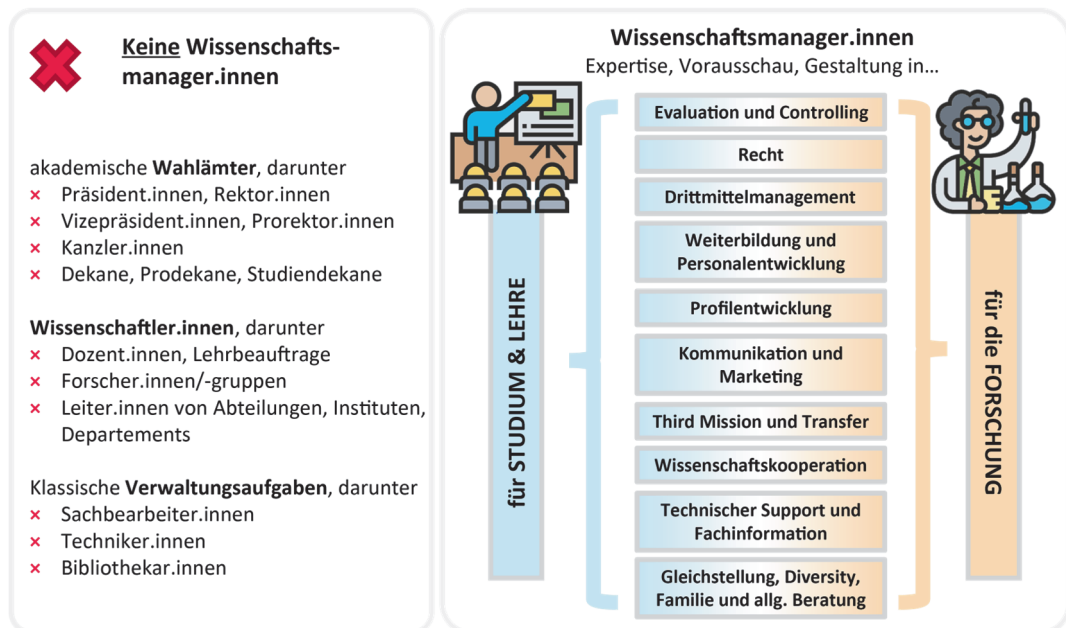 Keine Wissenschafts-
manager.innen
akademische Wahlämter, darunter
× Präsident.innen, Rektor.innen
× Vizepräsident.innen, Prorektor.innen
× Kanzler.innen
× Dekane, Prodekane, Studiendekane
Wissenschaftler.innen, darunter
× Dozent.innen, Lehrbeauftrage
× Forscher.innen/-gruppen
× Leiter.innen von Abteilungen, Instituten,
Departements
Klassische Verwaltungsaufgaben, darunter
× Sachbearbeiter.innen
× Techniker.innen
× Bibliothekar.innen
Wissenschaftsmanager.innen
Expertise, Vorausschau, Gestaltung in...
für STUDIUM & LEHRE
Evaluation und Controlling
Recht
Drittmittelmanagement
Weiterbildung und
Personalentwicklung
Profilentwicklung
Kommunikation und
Marketing
Third Mission und Transfer
Wissenschaftskooperation
Technischer Support und
Fachinformation
Gleichstellung, Diversity,
Familie und allg. Beratung
für die FORSCHUNG